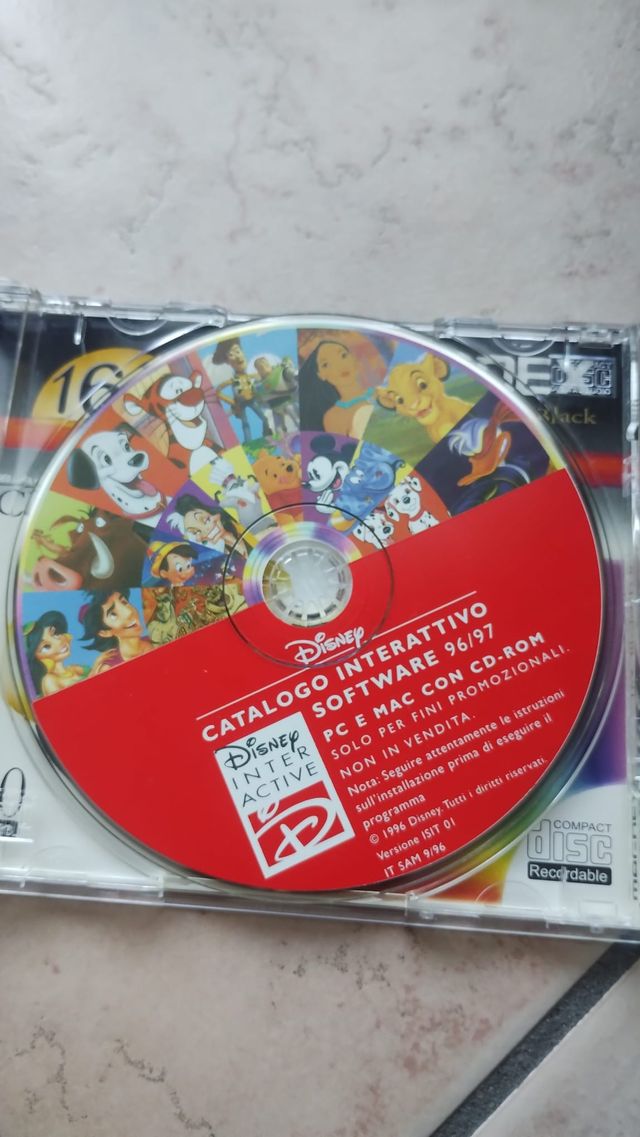 16
Black
DISNEY
CATALOGO INTERATTIVO
SOFTWARE 96/97
PC E MAC CON CD-ROM
SOLO PER FINI PROMOZIONALI.
NON IN VENDITA.
Nota: Seguire attentamente le istruzioni
sull'installazione prima di eseguire il
programma
© 1996 Disney. Tutti i diritti riservati.
Versione ISIT 01
IT SAM 9/96
DISNEY
INTER
ACTIVE
D
COMPACT
disc
Recordable